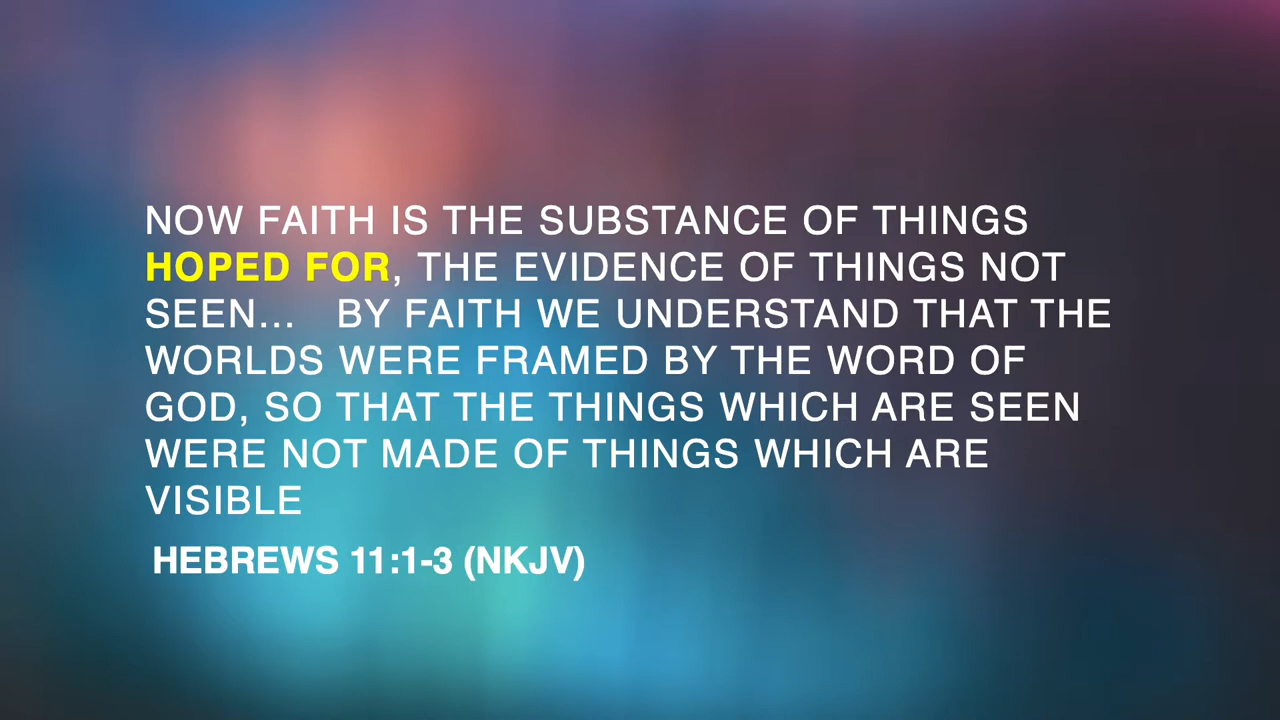 NOW FAITH IS THE SUBSTANCE OF THINGS
HOPED FOR, THE EVIDENCE OF THINGS NOT
SEEN... BY FAITH WE UNDERSTAND THAT THE
WORLDS WERE FRAMED BY THE WORD OF
GOD, SO THAT THE THINGS WHICH ARE SEEN
WERE NOT MADE OF THINGS WHICH ARE
VISIBLE
HEBREWS 11:1-3 (NKJV)